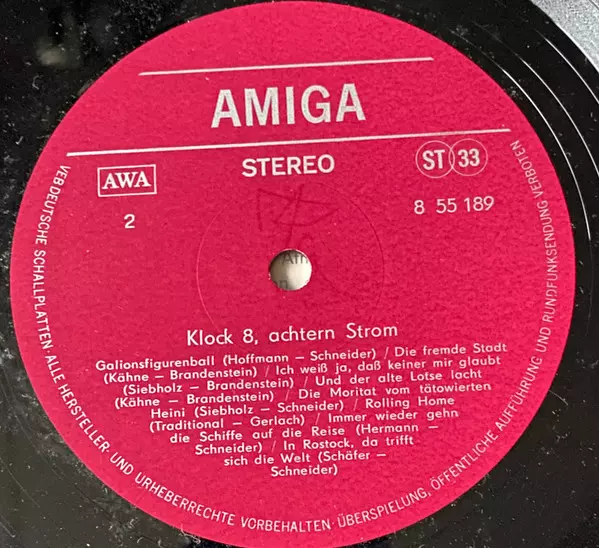 AMIGA
STEREO
AWA
ST 33
2
8 55 189
Klock 8, achtern Strom
Galionsfigurenball (Hoffmann – Schneider) / Die fremde Stadt
(Kähne – Brandenstein) / Ich weiß ja, daß keiner mir glaubt
(Siebholz – Brandenstein) / Und der alte Lotse lacht
(Kähne – Brandenstein) / Die Moritat vom tätowierten
Heini (Siebholz – Schneider) / Rolling Home
(Traditional – Gerlach) / Immer wieder gehn
die Schiffe auf die Reise (Hermann –
Schneider) / In Rostock, da trifft
sich die Welt (Schäfer –
Schneider)
VEB DEUTSCHE SCHALLPLATTEN · ALLE HERSTELLER- UND URHEBERRECHTE VORBEHALTEN · ÜBERSPIELUNG, ÖFFENTLICHE AUFFÜHRUNG UND RUNDFUNKSENDUNG VERBOTEN